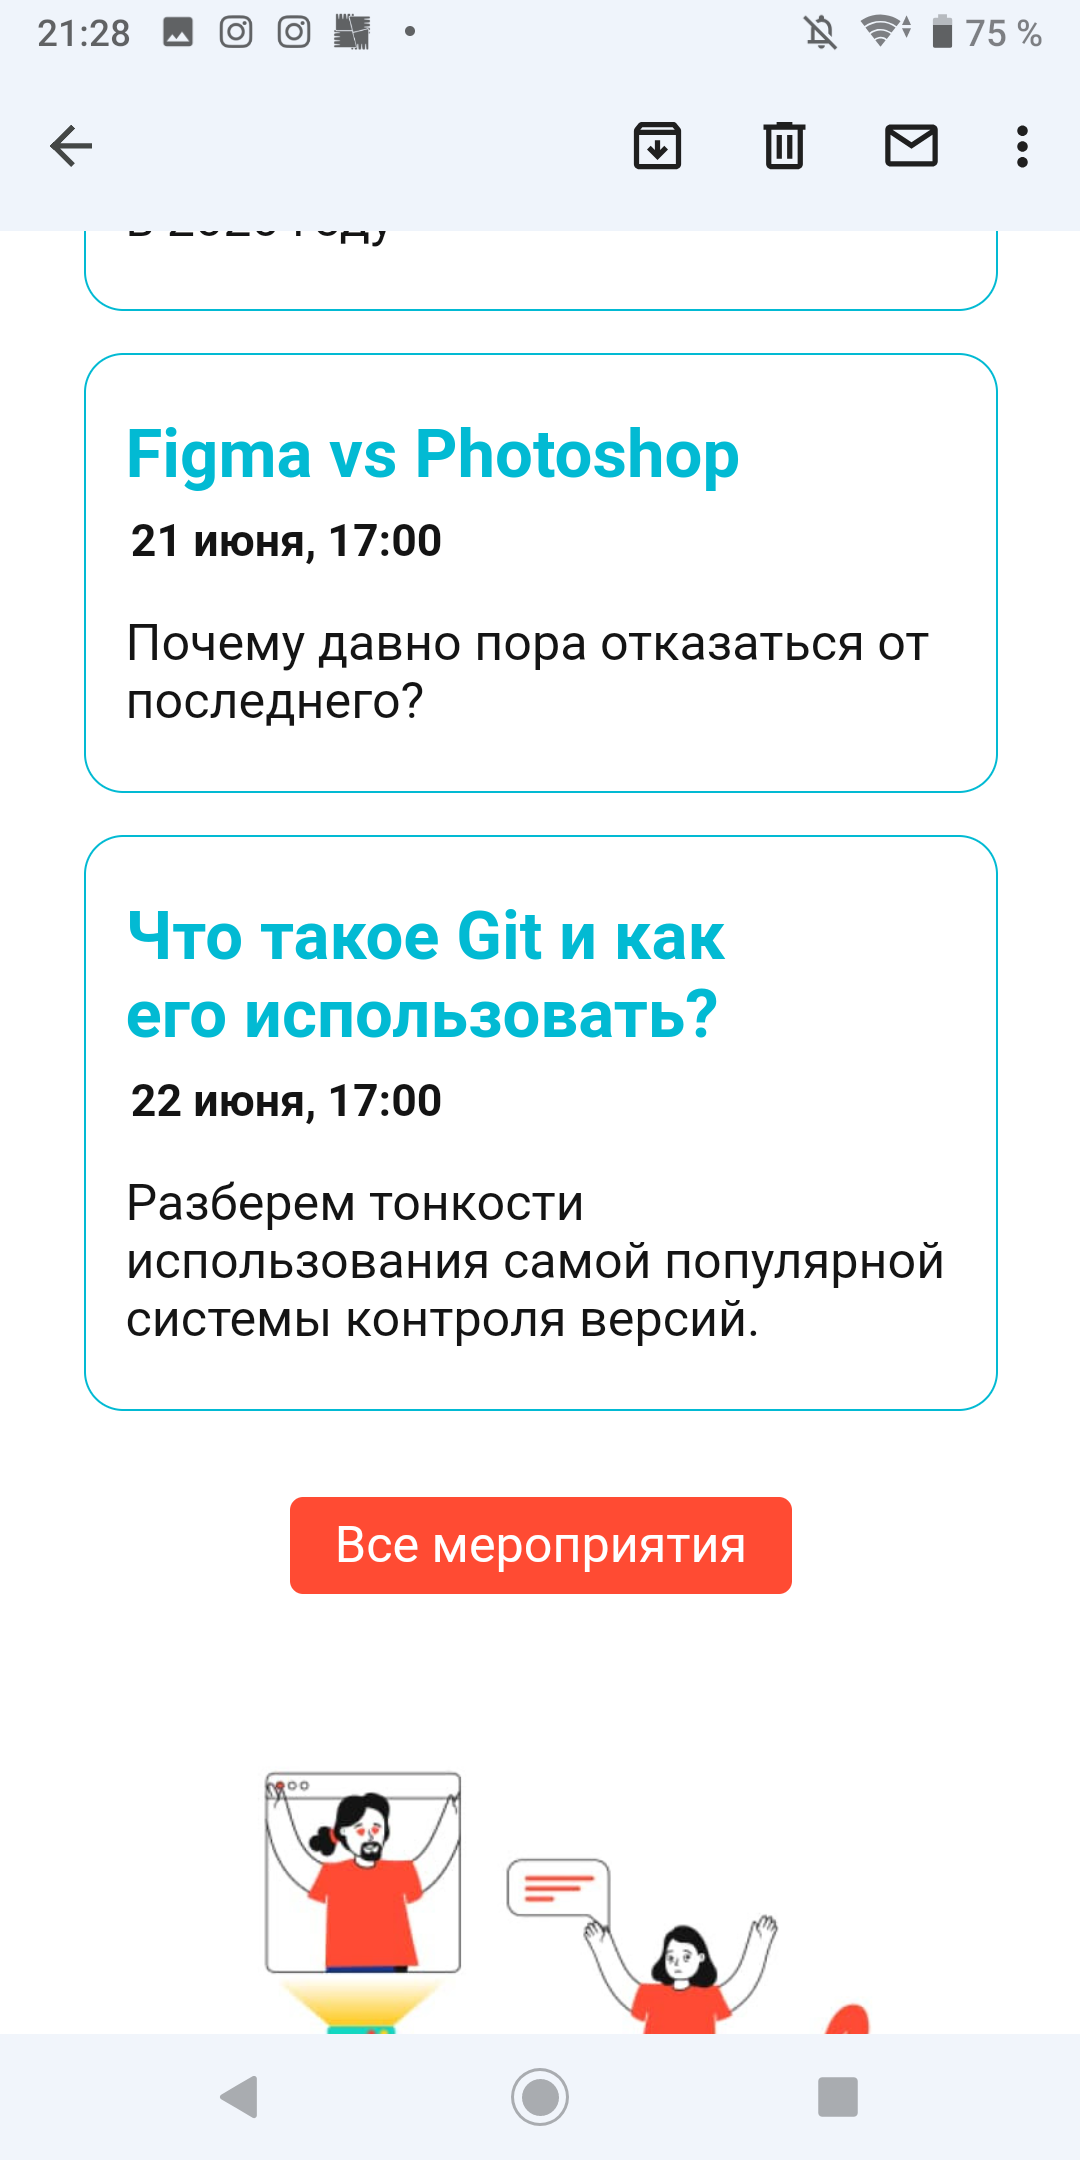 21:28
75 %
Figma vs Photoshop
21 июня, 17:00
Почему давно пора отказаться от
последнего?
Что такое Git и как
его использовать?
22 июня, 17:00
Разберем тонкости
использования самой популярной
системы контроля версий.
Все мероприятия